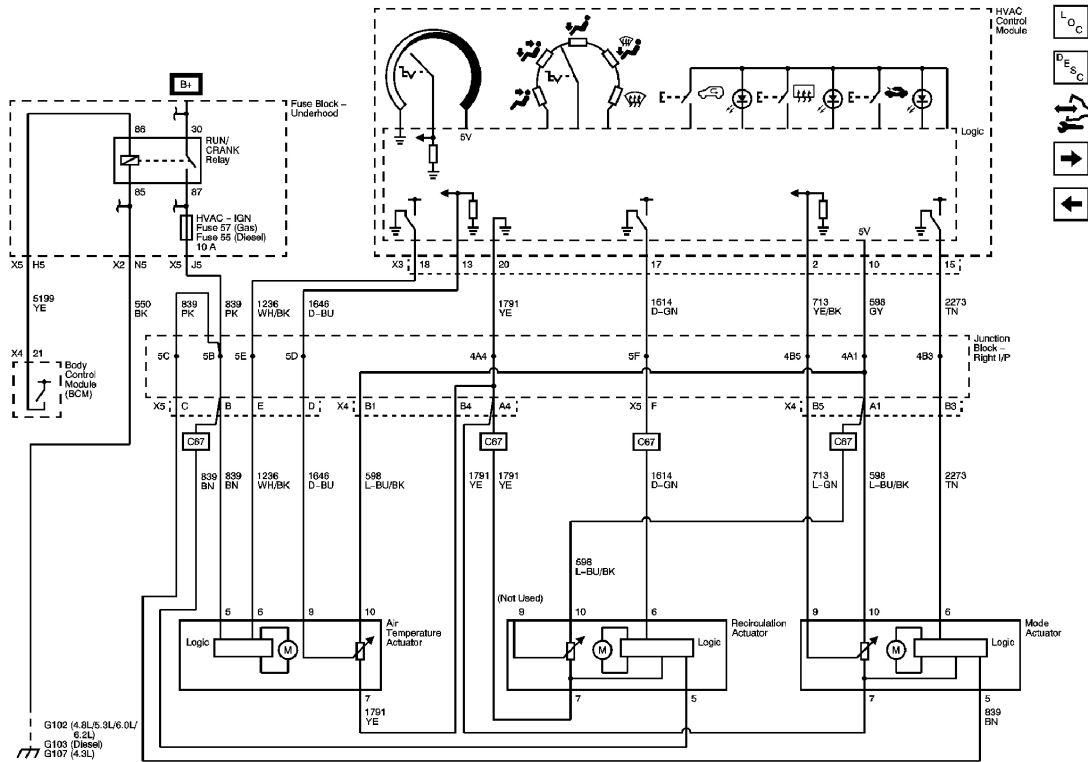 HVAC
Control
Module
L
O
C
D
E
S
C
B+
Fuse Block –
Underhood
86
30
RUN/
CRANK
Relay
85
87
HVAC – IGN
Fuse 57 (Gas)
Fuse 55 (Diesel)
10 A
5V
Logic
5V
X5 H5
X2 N5
X5 J5
X3 18
13
20
17
2
10
15
5199
YE
550
BK
839
PK
839
PK
1236
WH/BK
1646
D-BU
1791
YE
1614
D-GN
713
YE/BK
598
GY
2273
TN
Junction
Block –
Right I/P
X4 21
Body
Control
Module
(BCM)
5C
5B
5E
5D
4A4
5F
4B5
4A1
4B3
X5 C
B
E
D
X4 B1
B4
A4
X5 F
X4 B5
A1
B3
C67
C67
C67
C67
839
BN
839
BN
1236
WH/BK
1646
D-BU
598
L-BU/BK
1791
YE
1791
YE
1614
D-GN
713
L-GN
598
L-BU/BK
2273
TN
598
L-BU/BK
(Not Used)
5
6
9
10
Air
Temperature
Actuator
9
10
6
Recirculation
Actuator
9
10
6
Mode
Actuator
Logic
M
M
Logic
M
Logic
7
7
5
7
5
1791
YE
839
BN
G102 (4.8L/5.3L/6.0L/
6.2L)
G103 (Diesel)
G107 (4.3L)